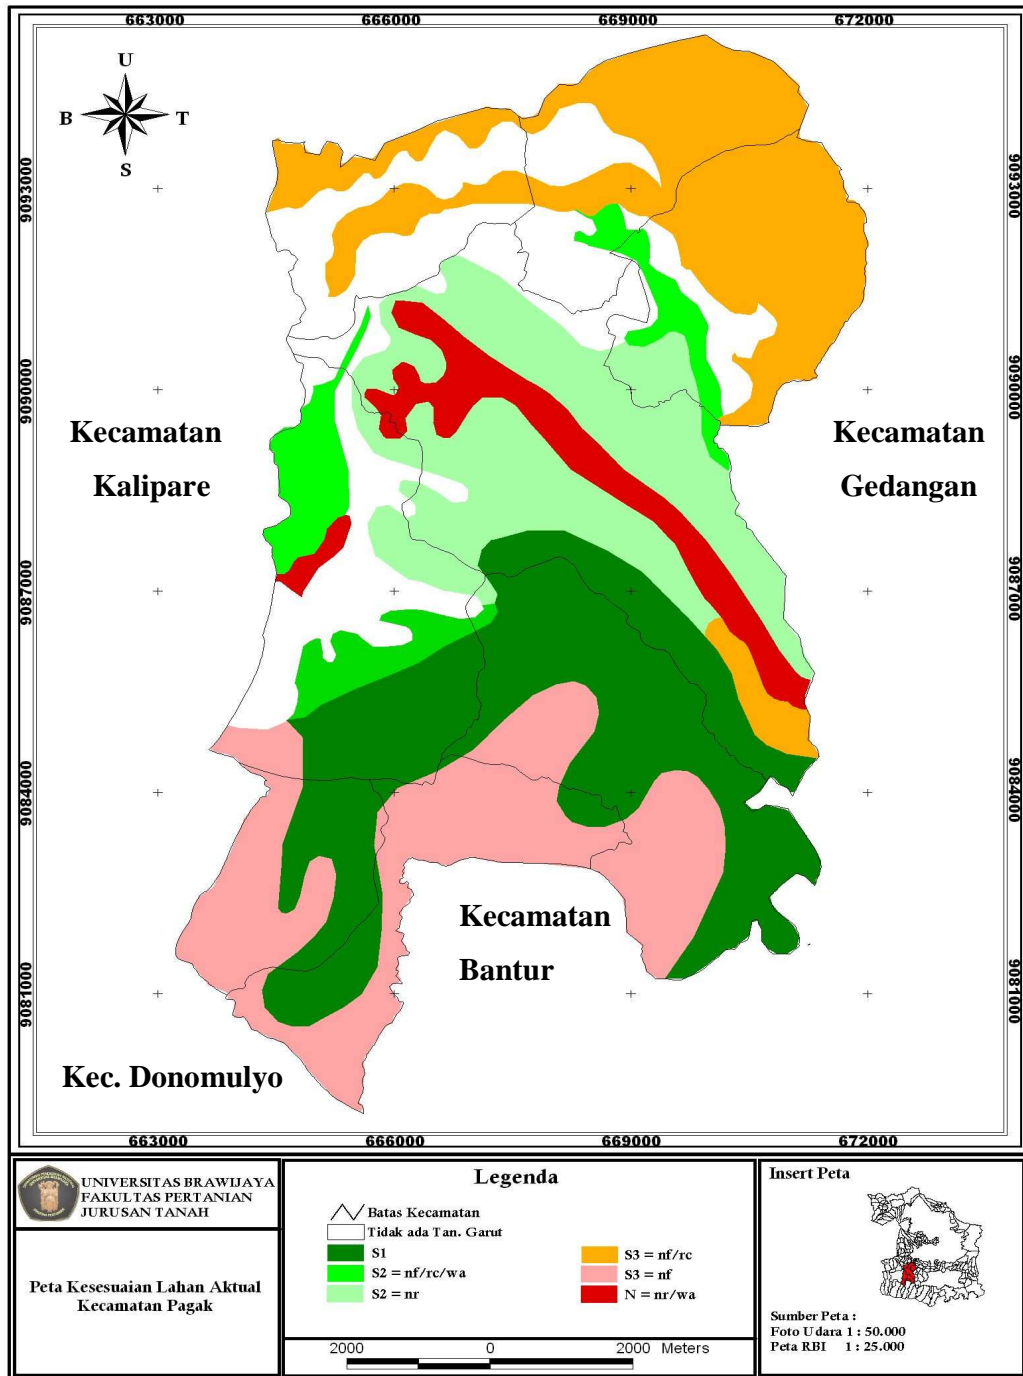 663000 666000 669000 672000
U
B T
S
9093000 9093000
9090000 9090000
Kecamatan
Kalipare
Kecamatan
Gedangan
9087000 9087000
9084000 9084000
Kecamatan
Bantur
9081000 9081000
Kec. Donomulyo
663000 666000 669000 672000
UNIVERSITAS BRAWIJAYA
FAKULTAS PERTANIAN
JURUSAN TANAH
Peta Kesesuaian Lahan Aktual
Kecamatan Pagak
Legenda
Batas Kecamatan
Tidak ada Tan. Garut
S1
S2 = nf/rc/wa
S2 = nr
S3 = nf/rc
S3 = nf
N = nr/wa
2000 0 2000 Meters
Insert Peta
Sumber Peta :
Foto Udara 1 : 50.000
Peta RBI 1 : 25.000